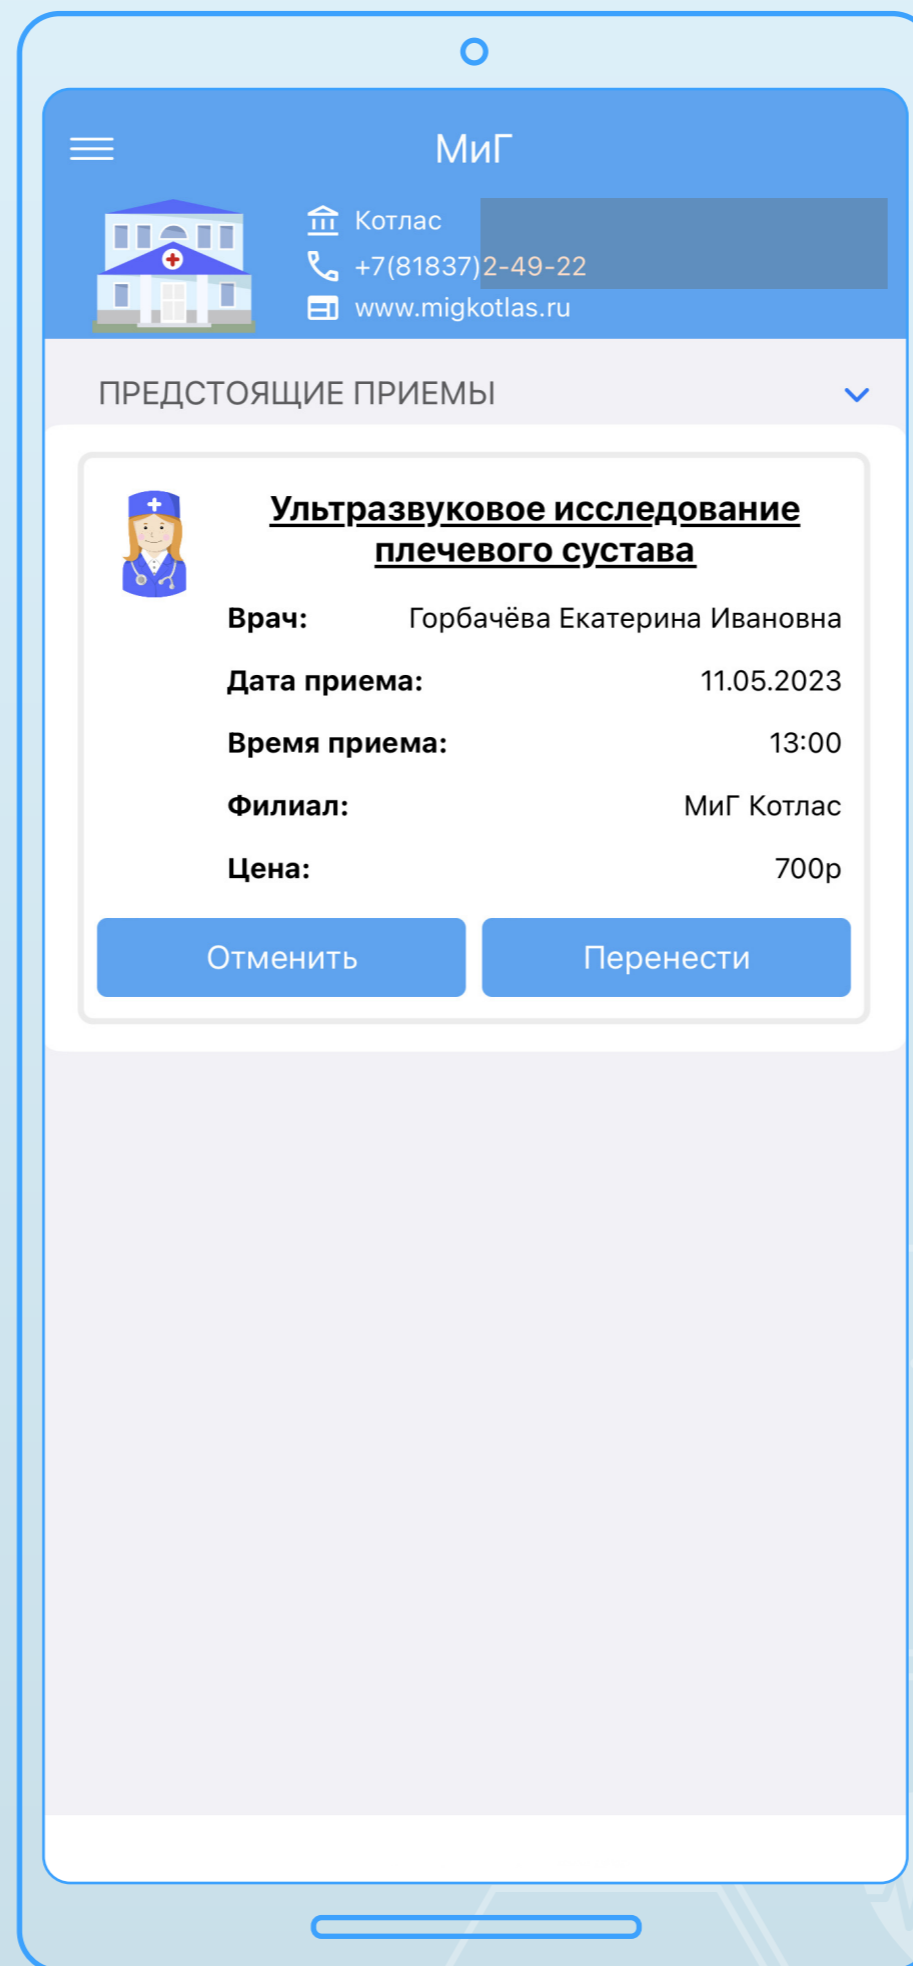 МиГ
Котлас
+7(81837)2-49-22
www.migkotlas.ru
ПРЕДСТОЯЩИЕ ПРИЕМЫ
Ультразвуковое исследование
плечевого сустава
Врач: Горбачёва Екатерина Ивановна
Дата приема: 11.05.2023
Время приема: 13:00
Филиал: МиГ Котлас
Цена: 700р
Отменить Перенести